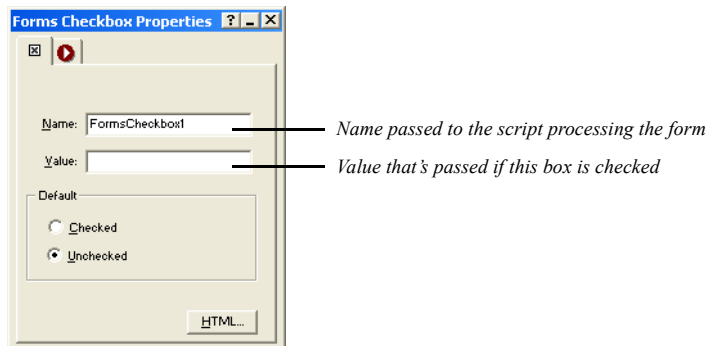 Forms Checkbox Properties ? _ X
Name: FormsCheckbox1
Name passed to the script processing the form
Value:
Value that's passed if this box is checked
Default
Checked
Unchecked
HTML...